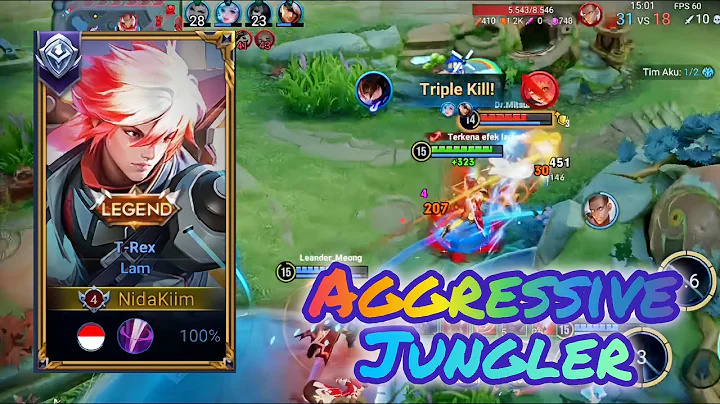 28
23
5.543/8.546
410
1.2K
0
748
15:01
FPS 60
31 VS 18
10
Tim Aku: 1/2
Triple Kill!
Dr.Mitsu
14
3
Terkena efek
15
+323
451
30
146
4
207
Leander_Meong
15
LEGEND
T-Rex
Lam
4 NidaKiim
100%
AGGRESSIVE
JUNGLER
15
6
3